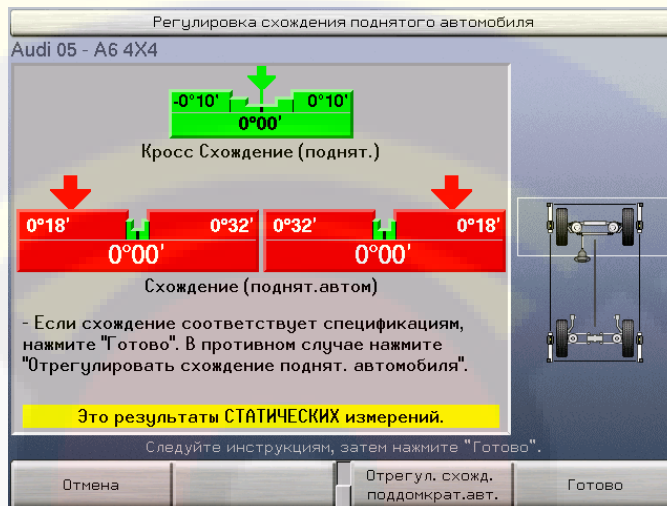 Регулировка схождения поднятого автомобиля
Audi 05 - A6 4X4
-0°10' 0°10'
0°00'
Кросс Схождение (поднят.)
0°18' 0°32' 0°32' 0°18'
0°00' 0°00'
Схождение (поднят.автом)
- Если схождение соответствует спецификациям,
нажмите "Готово". В противном случае нажмите
"Отрегулировать схождение поднят. автомобиля".
Это результаты СТАТИЧЕСКИХ измерений.
Следуйте инструкциям, затем нажмите "Готово".
Отмена
Отрегул. схожд.
поддомкрат.авт.
Готово